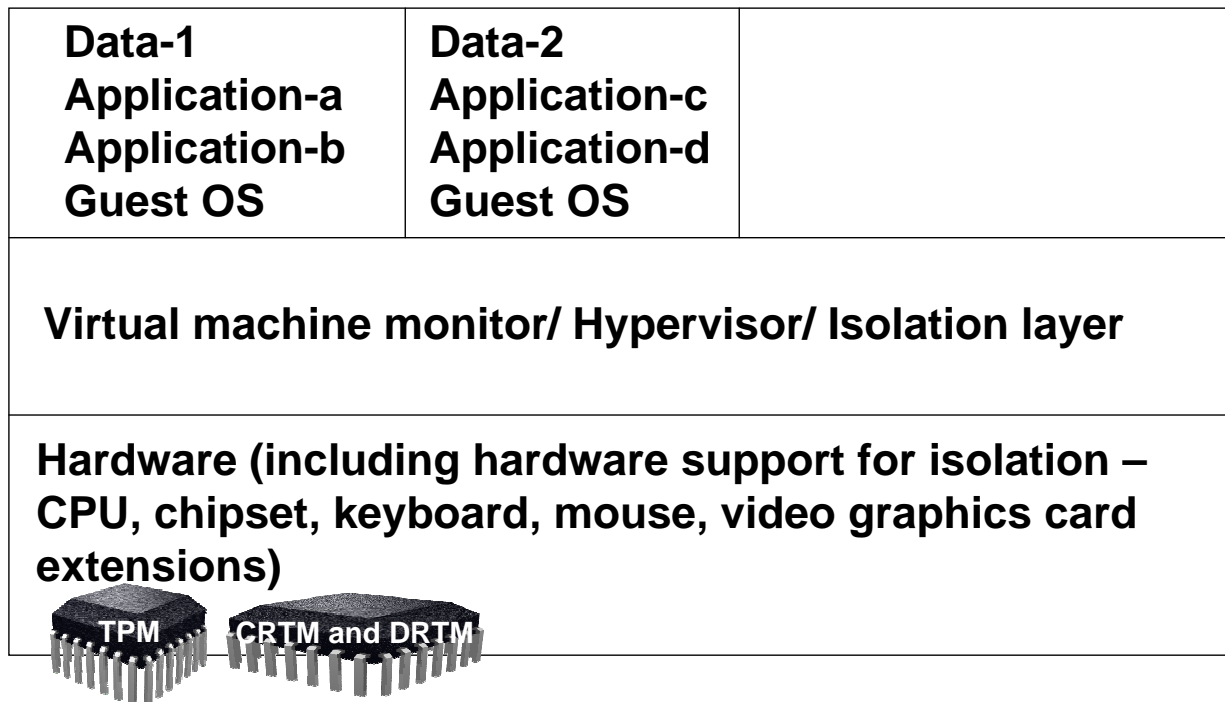 Data-1
Application-a
Application-b
Guest OS
Data-2
Application-c
Application-d
Guest OS
Virtual machine monitor/ Hypervisor/ Isolation layer
Hardware (including hardware support for isolation –
CPU, chipset, keyboard, mouse, video graphics card
extensions)
TPM
CRTM and DRTM